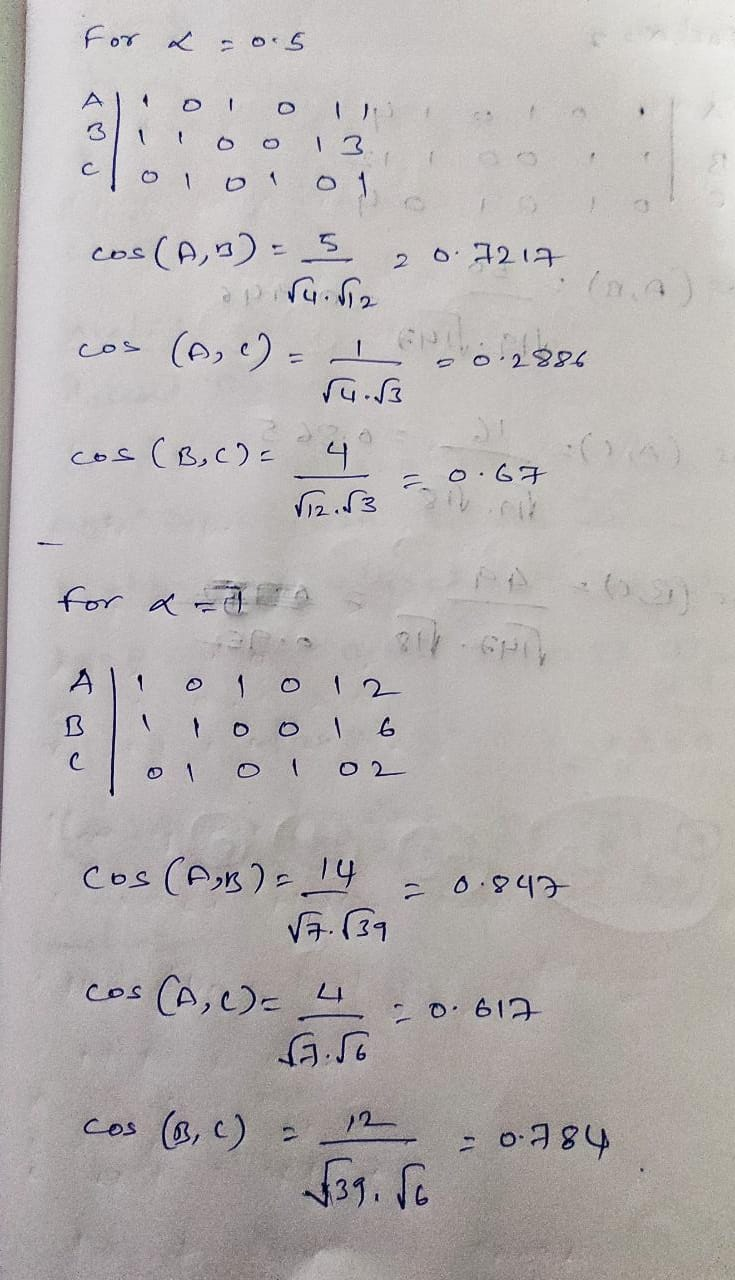 For α = 0.5
A | 1 0 1 0 1 1
B | 1 1 0 0 1 3
C | 0 1 0 1 0 1
cos(A,B) = 5 / √4.√12 = 0.7217
cos (A, C) = 1 / √4.√3 = 0.2886
cos (B,C) = 4 / √12.√3 = 0.67
for α = 1
A | 1 0 1 0 1 2
B | 1 1 0 0 1 6
C | 0 1 0 1 0 2
Cos (A,B) = 14 / √7.√39 = 0.847
cos (A,C) = 4 / √7.√6 = 0.617
cos (B, C) = 12 / √39.√6 = 0.784